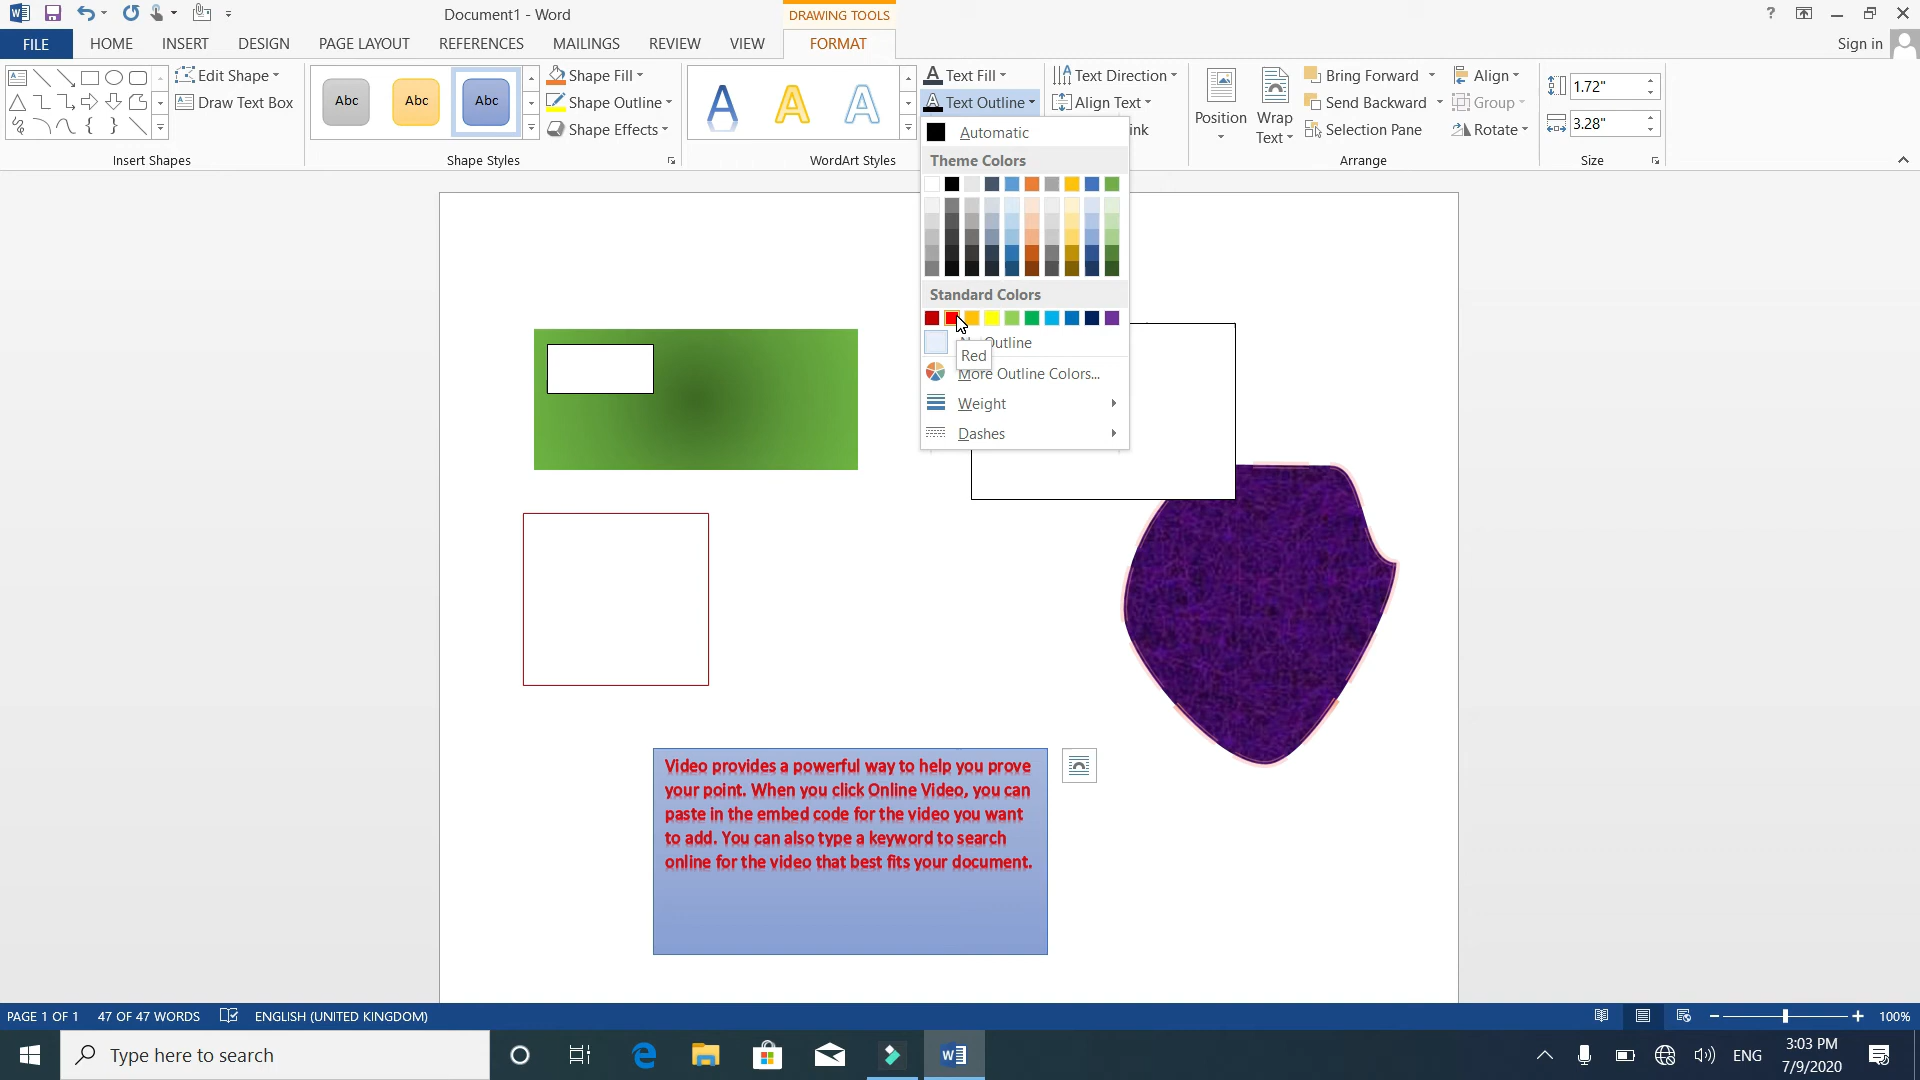 Document1 - Word
DRAWING TOOLS
?
FILE
HOME
INSERT
DESIGN
PAGE LAYOUT
REFERENCES
MAILINGS
REVIEW
VIEW
FORMAT
Sign in
Edit Shape
Draw Text Box
Insert Shapes
Abc
Abc
Abc
Shape Fill
Shape Outline
Shape Effects
Shape Styles
A A A
WordArt Styles
Text Fill
Text Outline
Text Direction
Align Text
Position
Wrap
Text
Bring Forward
Send Backward
Selection Pane
Align
Group
Rotate
Arrange
1.72"
3.28"
Size
Automatic
Theme Colors
Standard Colors
Outline
Red
More Outline Colors...
Weight
Dashes
Video provides a powerful way to help you prove
your point. When you click Online Video, you can
paste in the embed code for the video you want
to add. You can also type a keyword to search
online for the video that best fits your document.
PAGE 1 OF 1
47 OF 47 WORDS
ENGLISH (UNITED KINGDOM)
100%
Type here to search
ENG
3:03 PM
7/9/2020